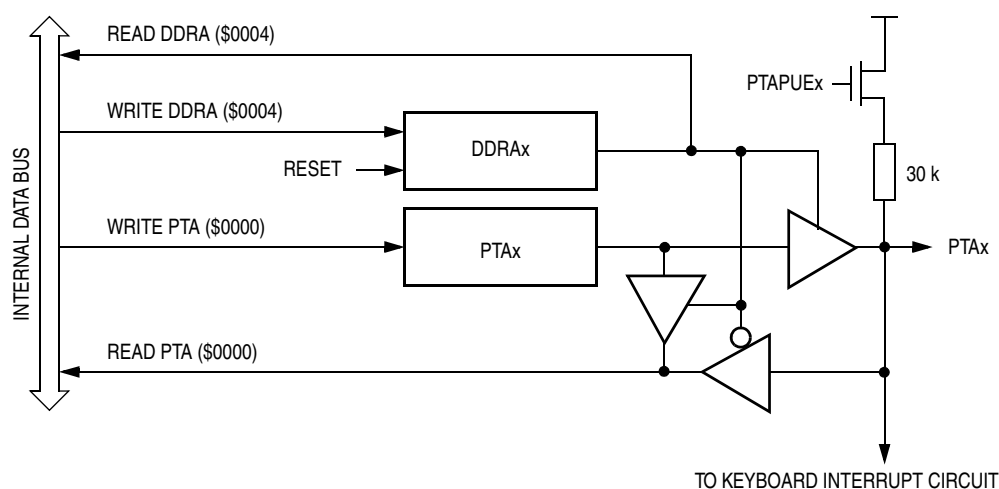 READ DDRA ($0004)
PTAPUEx
WRITE DDRA ($0004)
DDRAx
RESET
30 k
INTERNAL DATA BUS
WRITE PTA ($0000)
PTAx
PTAx
READ PTA ($0000)
TO KEYBOARD INTERRUPT CIRCUIT